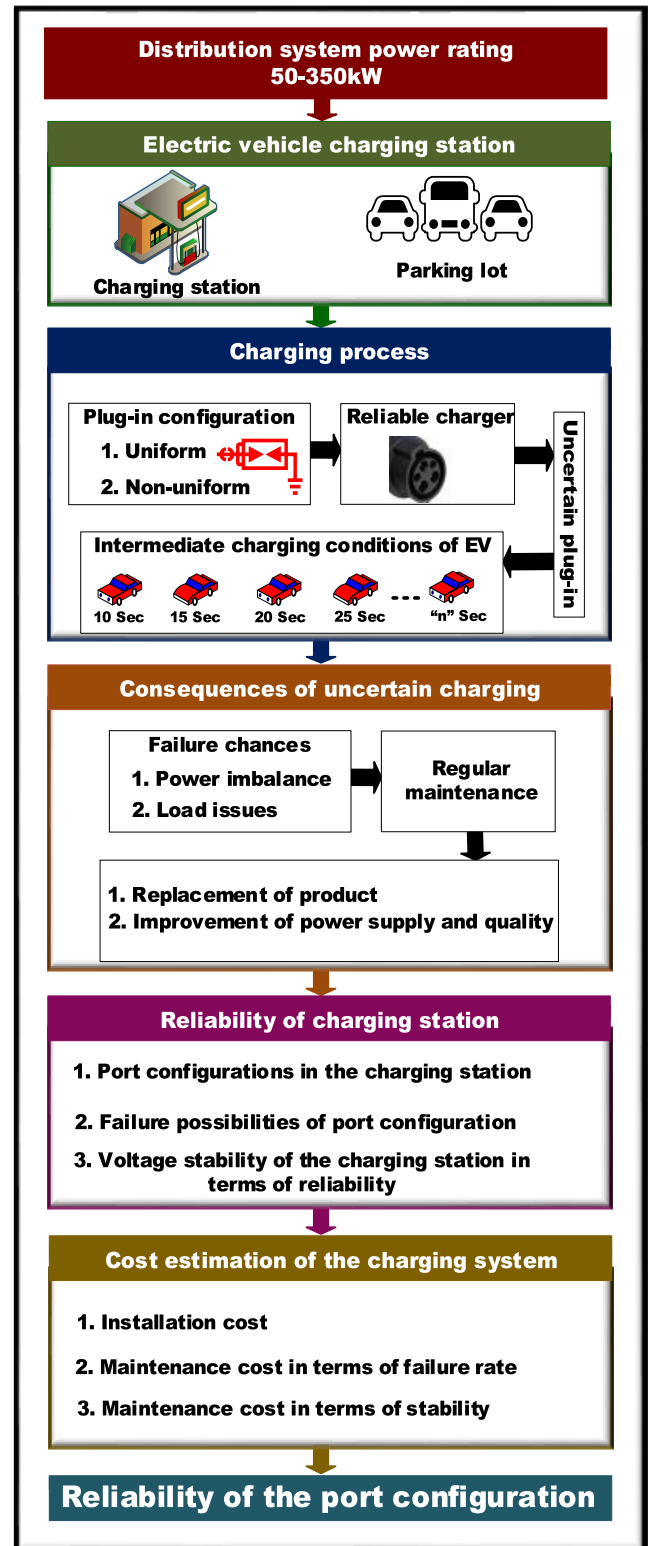 Distribution system power rating
50-350kW
Electric vehicle charging station
Charging station
Parking lot
Charging process
Plug-in configuration
1. Uniform
2. Non-uniform
Reliable charger
Uncertain plug-in
Intermediate charging conditions of EV
10 Sec
15 Sec
20 Sec
25 Sec
“n” Sec
Consequences of uncertain charging
Failure chances
1. Power imbalance
2. Load issues
Regular
maintenance
1. Replacement of product
2. Improvement of power supply and quality
Reliability of charging station
1. Port configurations in the charging station
2. Failure possibilities of port configuration
3. Voltage stability of the charging station in
terms of reliability
Cost estimation of the charging system
1. Installation cost
2. Maintenance cost in terms of failure rate
3. Maintenance cost in terms of stability
Reliability of the port configuration